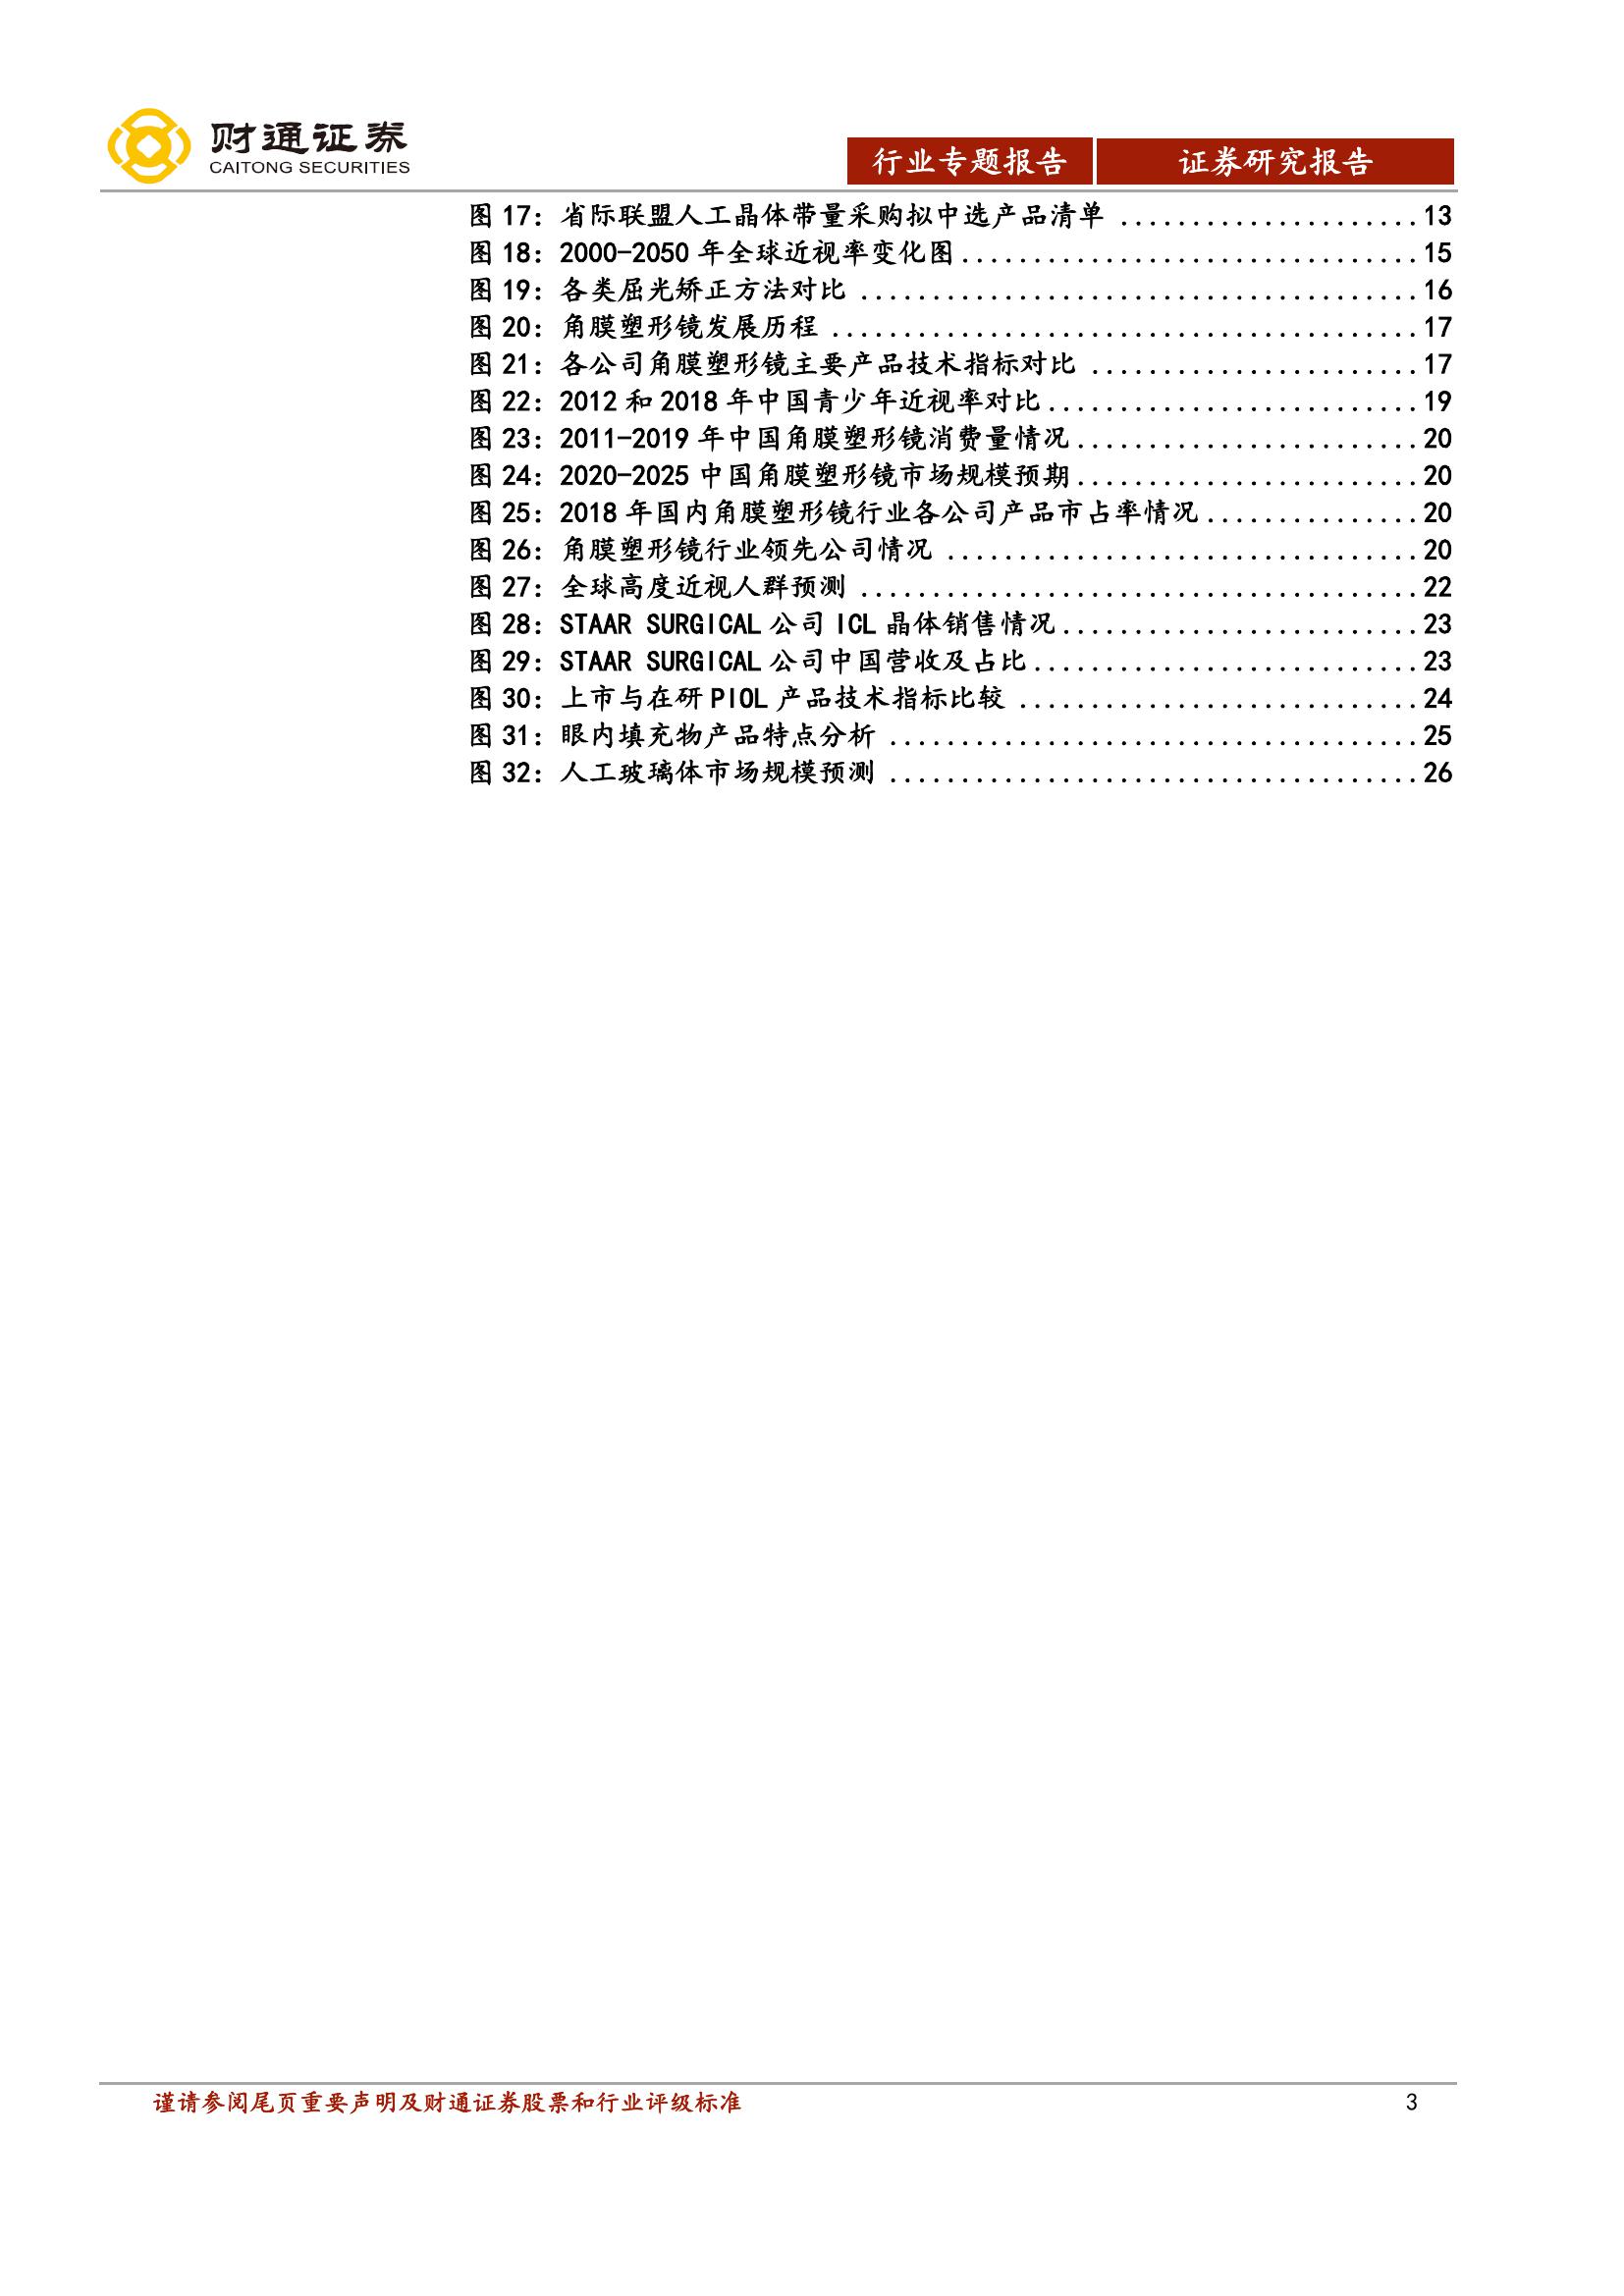 财通证券
CAITONG SECURITIES
行业专题报告 证券研究报告
图 17：省际联盟人工晶体带量采购拟中选产品清单 .....................13
图 18：2000-2050 年全球近视率变化图................................15
图 19：各类屈光矫正方法对比 .......................................16
图 20：角膜塑形镜发展历程 .........................................17
图 21：各公司角膜塑形镜主要产品技术指标对比 .......................17
图 22：2012 和 2018 年中国青少年近视率对比..........................19
图 23：2011-2019 年中国角膜塑形镜消费量情况........................20
图 24：2020-2025 中国角膜塑形镜市场规模预期........................20
图 25：2018 年国内角膜塑形镜行业各公司产品市占率情况...............20
图 26：角膜塑形镜行业领先公司情况 .................................20
图 27：全球高度近视人群预测 .......................................22
图 28：STAAR SURGICAL 公司 ICL 晶体销售情况.........................23
图 29：STAAR SURGICAL 公司中国营收及占比...........................23
图 30：上市与在研 PIOL 产品技术指标比较 ............................24
图 31：眼内填充物产品特点分析 .....................................25
图 32：人工玻璃体市场规模预测 .....................................26
谨请参阅尾页重要声明及财通证券股票和行业评级标准 3